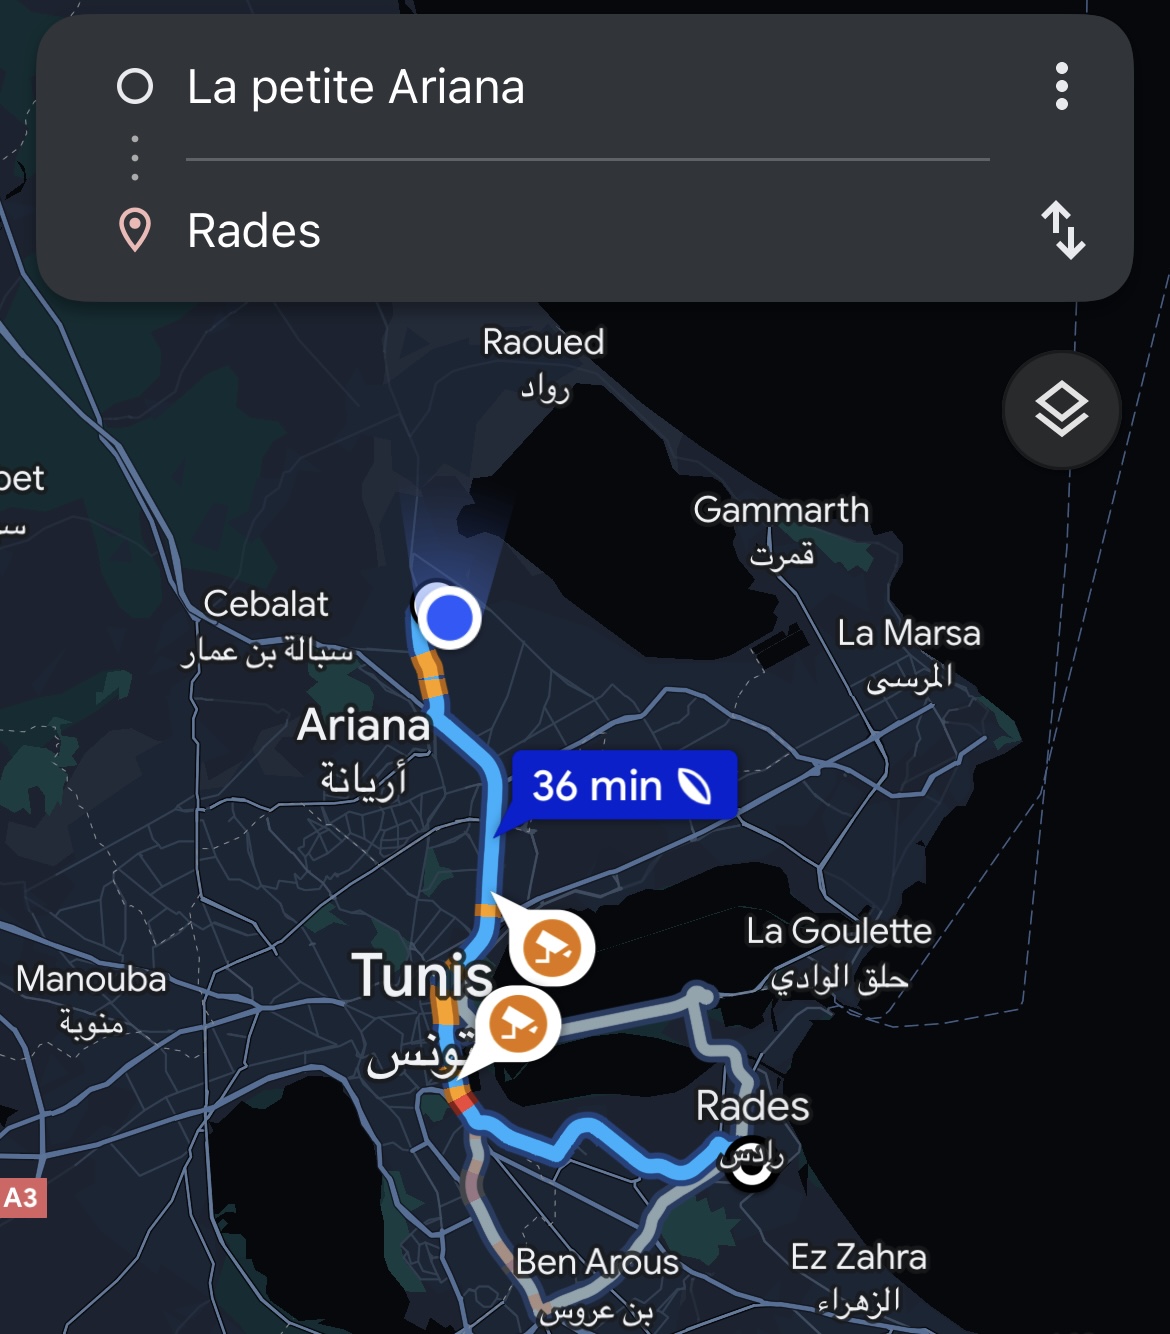 La petite Ariana
Rades
Raoued
رواد
Gammarth
قمرت
Cebalat
سبالة بن عمار
La Marsa
المرسى
Ariana
أريانة
36 min
La Goulette
حلق الوادي
Tunis
تونس
Manouba
منوبة
Rades
رادس
A3
Ben Arous
بن عروس
Ez Zahra
الزهراء